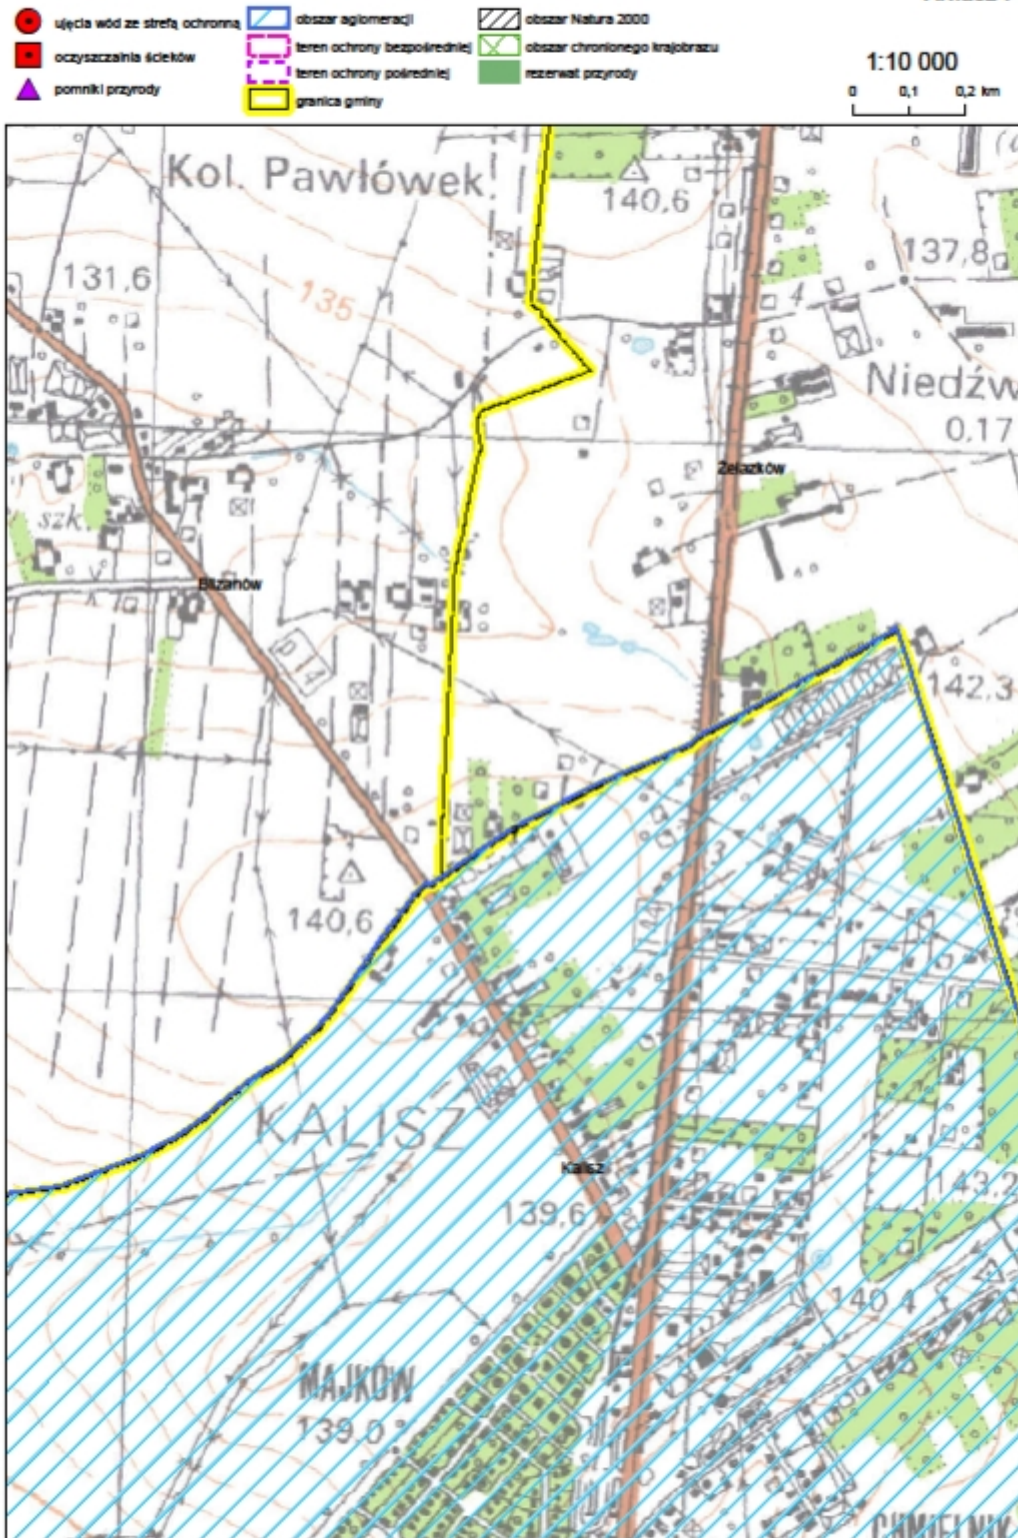 ujęcia wód ze strefą ochronną
obszar aglomeracji
obszar Natura 2000
oczyszczalnia ścieków
teren ochrony bezpośredniej
obszar chronionego krajobrazu
pomniki przyrody
teren ochrony pośredniej
rezerwat przyrody
granica gminy
1:10 000
0 0,1 0,2 km
Kol. Pawłówek
140,6
137,8
131,6
135
4
Niedźw
0,17
Żelazków
szk.
Blizanów
142,3
140,6
KALISZ
Kalisz
143,2
139,6
140,4
MAJKÓW
139,0
CHMIELNIK